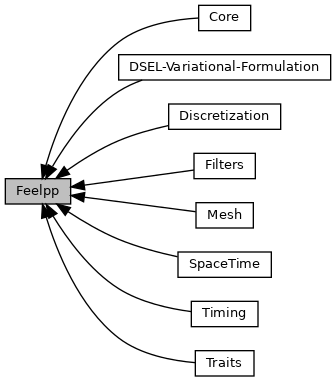 Core
DSEL-Variational-Formulation
Discretization
Filters
Feelpp
Mesh
SpaceTime
Timing
Traits